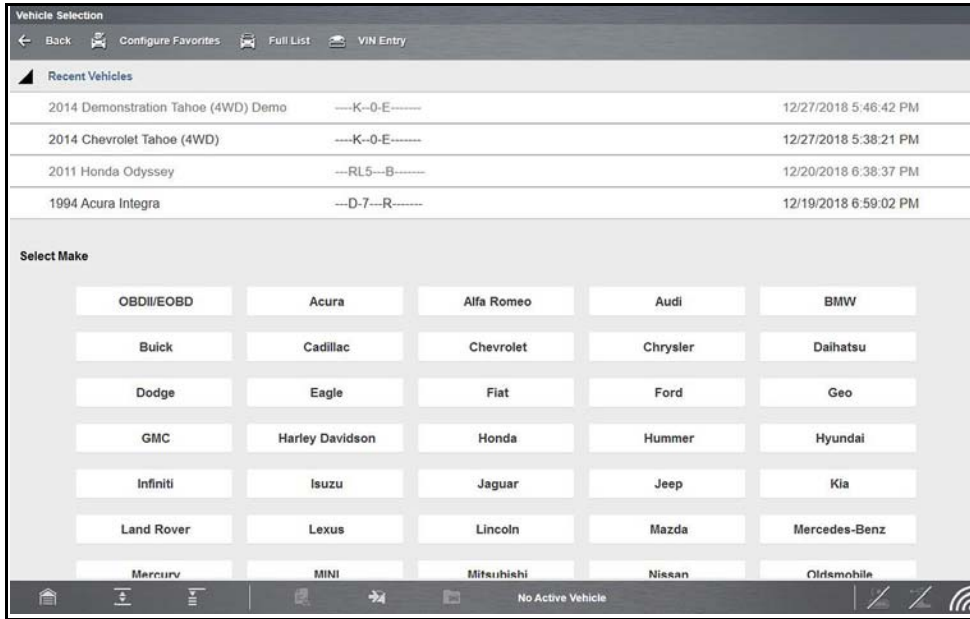 Vehicle Selection
Back Configure Favorites Full List VIN Entry
Recent Vehicles
2014 Demonstration Tahoe (4WD) Demo ----K--0-E------- 12/27/2018 5:46:42 PM
2014 Chevrolet Tahoe (4WD) ----K--0-E------- 12/27/2018 5:38:21 PM
2011 Honda Odyssey ---RL5---B------- 12/20/2018 6:38:37 PM
1994 Acura Integra ---D-7---R------- 12/19/2018 6:59:02 PM
Select Make
OBDII/EOBD Acura Alfa Romeo Audi BMW
Buick Cadillac Chevrolet Chrysler Daihatsu
Dodge Eagle Fiat Ford Geo
GMC Harley Davidson Honda Hummer Hyundai
Infiniti Isuzu Jaguar Jeep Kia
Land Rover Lexus Lincoln Mazda Mercedes-Benz
Mercury MINI Mitsubishi Nissan Oldsmobile
No Active Vehicle